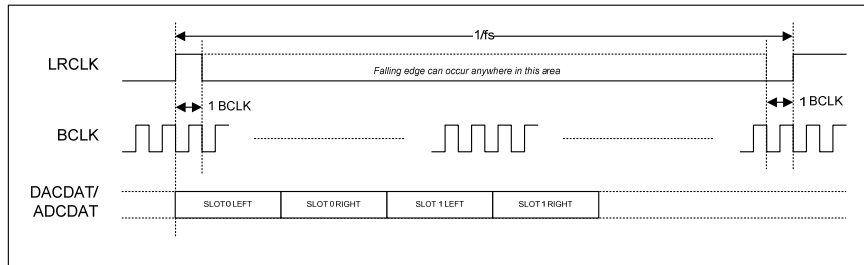 1/fs
LRCLK
Falling edge can occur anywhere in this area
1 BCLK
1 BCLK
BCLK
DACDAT/
ADCDAT
SLOT 0 LEFT
SLOT 0 RIGHT
SLOT 1 LEFT
SLOT 1 RIGHT